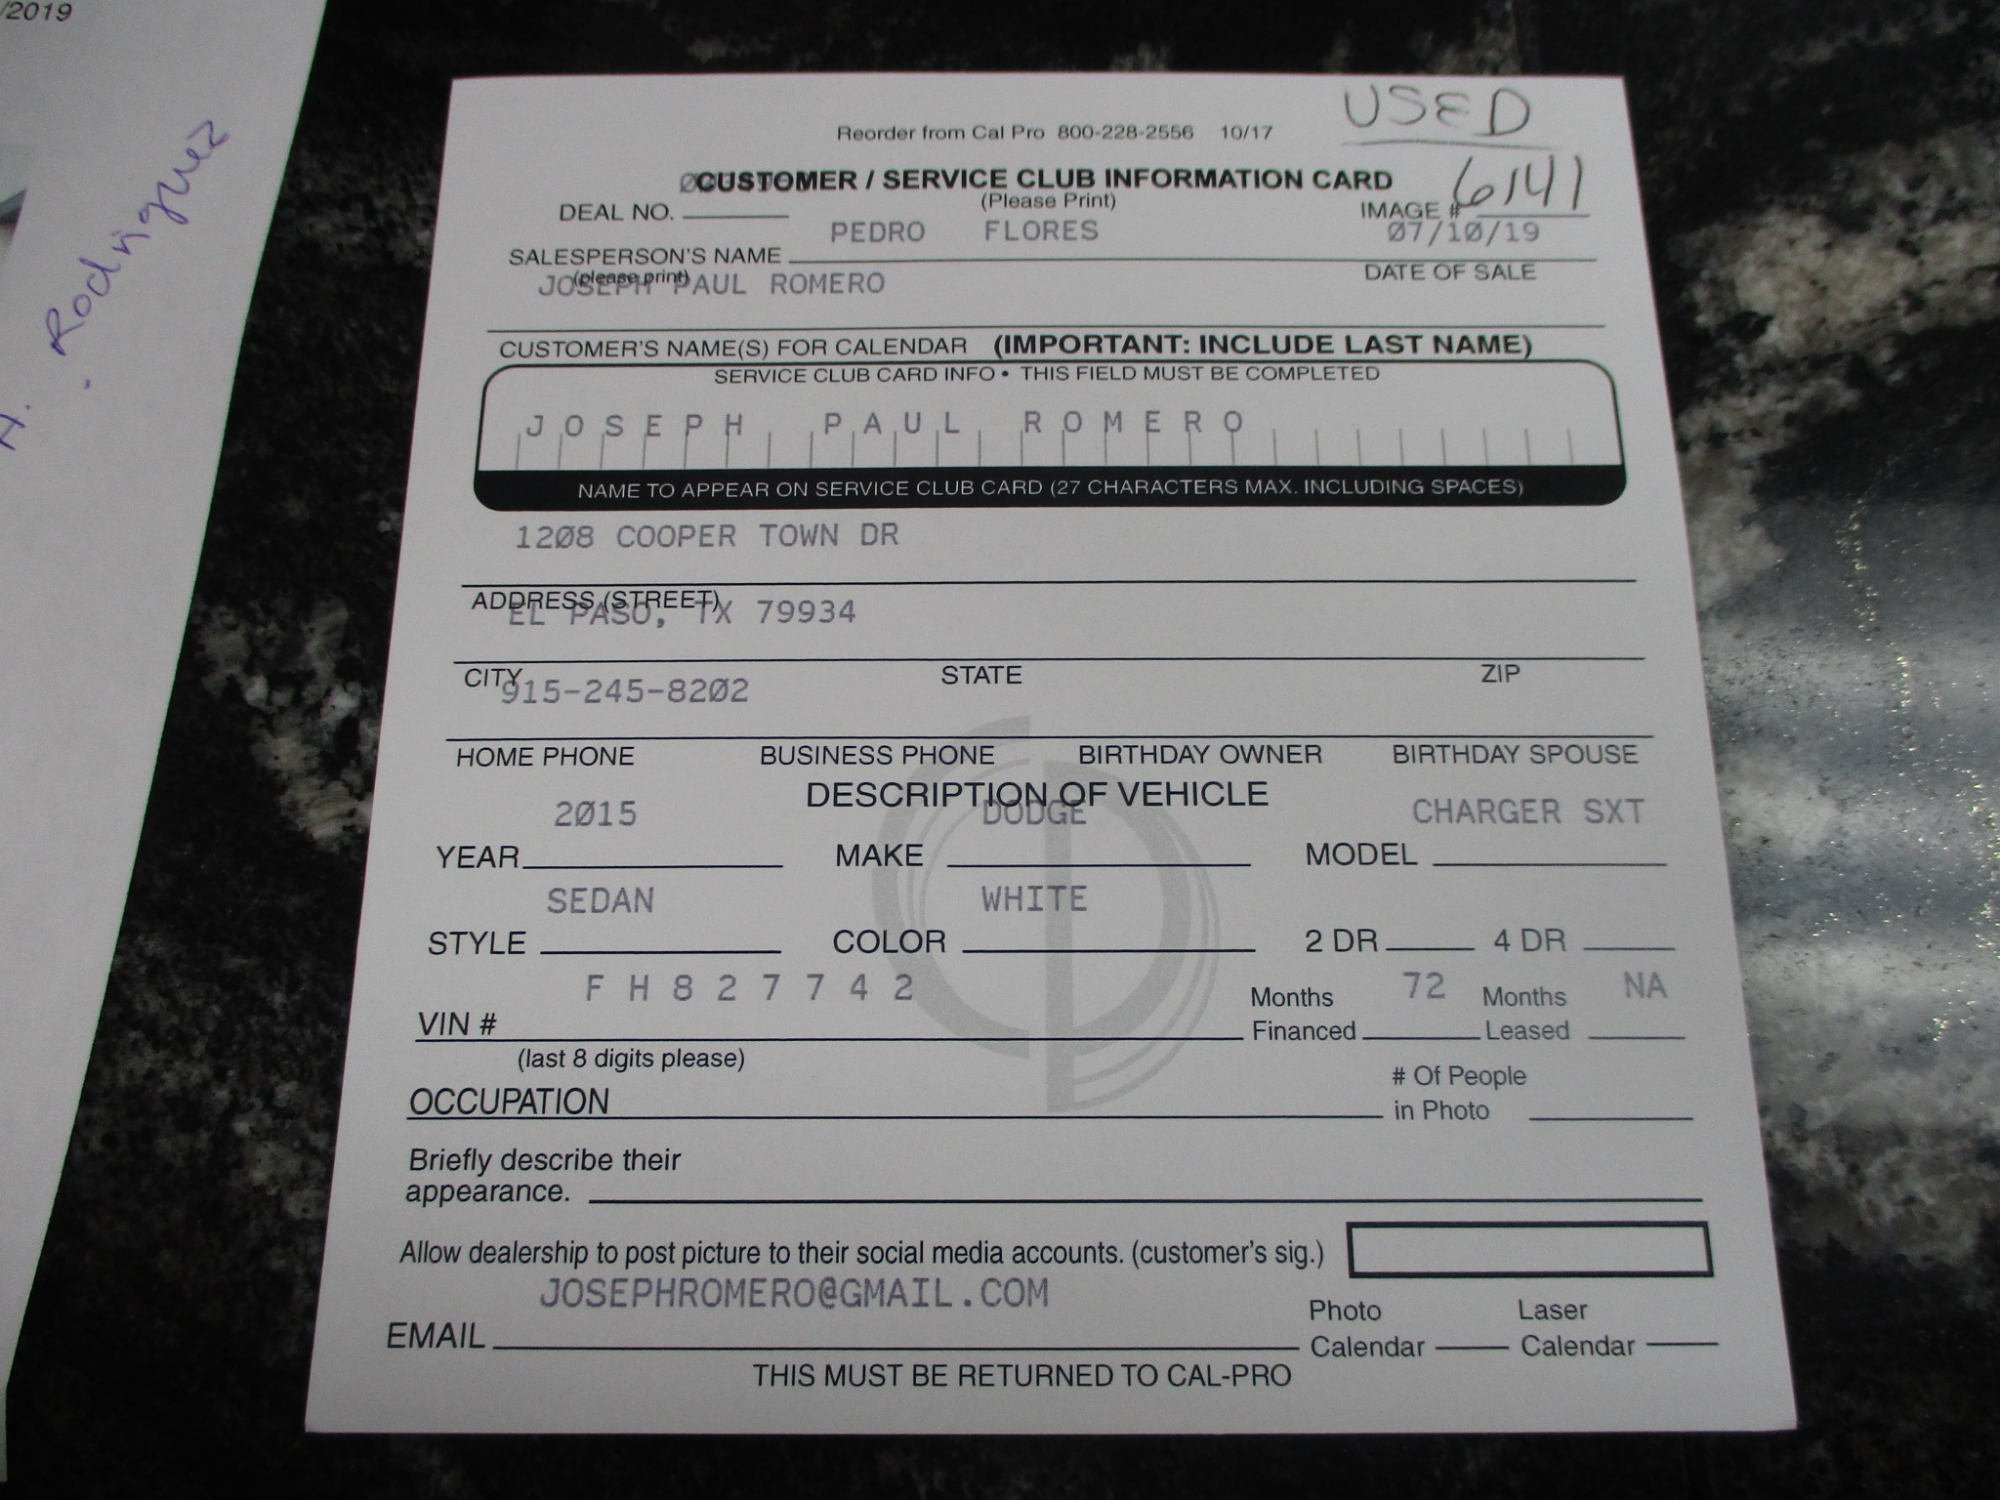 /2019
Rodriguez
H.
USED
Reorder from Cal Pro 800-228-2556 10/17
CUSTOMER / SERVICE CLUB INFORMATION CARD
(Please Print)
6141
DEAL NO.
IMAGE #
PEDRO FLORES
07/10/19
SALESPERSON'S NAME
(please print)
DATE OF SALE
JOSEPH PAUL ROMERO
CUSTOMER'S NAME(S) FOR CALENDAR (IMPORTANT: INCLUDE LAST NAME)
SERVICE CLUB CARD INFO • THIS FIELD MUST BE COMPLETED
JOSEPH PAUL ROMERO
NAME TO APPEAR ON SERVICE CLUB CARD (27 CHARACTERS MAX. INCLUDING SPACES)
1208 COOPER TOWN DR
ADDRESS (STREET)
EL PASO, TX 79934
CITY STATE ZIP
915-245-8202
HOME PHONE BUSINESS PHONE BIRTHDAY OWNER BIRTHDAY SPOUSE
DESCRIPTION OF VEHICLE
2015 DODGE CHARGER SXT
YEAR MAKE MODEL
SEDAN WHITE
STYLE COLOR 2 DR 4 DR
F H 8 2 7 7 4 2 72 NA
VIN # Months Financed Months Leased
(last 8 digits please)
OCCUPATION # Of People in Photo
Briefly describe their
appearance.
Allow dealership to post picture to their social media accounts. (customer's sig.)
JOSEPHROMERO@GMAIL.COM
EMAIL Photo Calendar Laser Calendar
THIS MUST BE RETURNED TO CAL-PRO